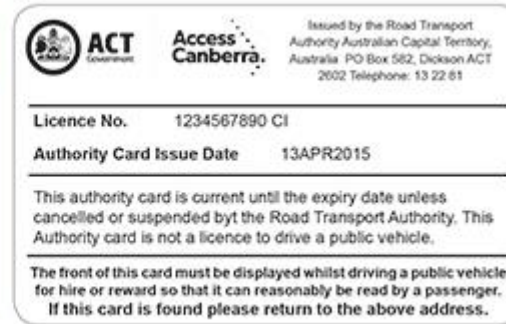 ACT
Government
Access
Canberra.
Issued by the Road Transport
Authority Australian Capital Territory,
Australia PO Box 582, Dickson ACT
2602 Telephone: 13 22 81
Licence No. 1234567890 CI
Authority Card Issue Date 13APR2015
This authority card is current until the expiry date unless
cancelled or suspended byt the Road Transport Authority. This
Authority card is not a licence to drive a public vehicle.
The front of this card must be displayed whilst driving a public vehicle
for hire or reward so that it can reasonably be read by a passenger.
If this card is found please return to the above address.